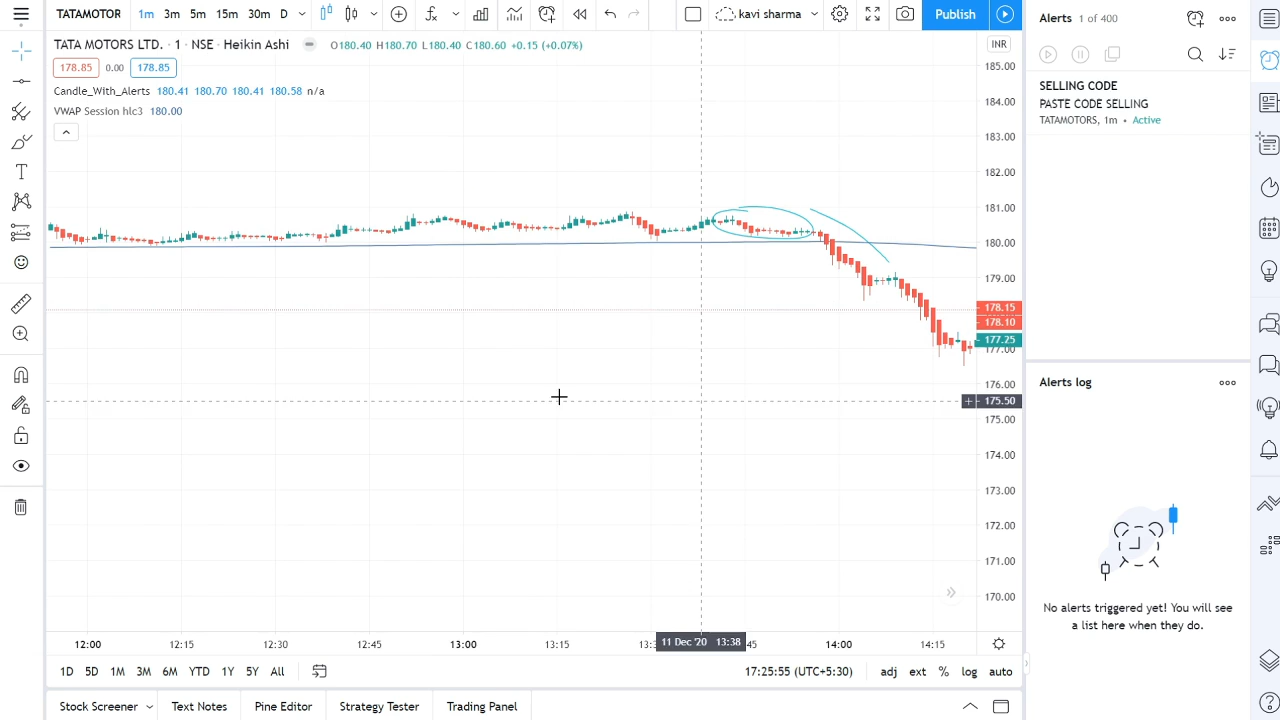 TATAMOTOR 1m 3m 5m 15m 30m D kavi sharma Publish
TATA MOTORS LTD. · 1 · NSE · Heikin Ashi O180.40 H180.70 L180.40 C180.60 +0.15 (+0.07%)
178.85 0.00 178.85
Candle_With_Alerts 180.41 180.70 180.41 180.58 n/a
VWAP Session hlc3 180.00
INR
185.00
184.00
183.00
182.00
181.00
180.00
179.00
178.15
178.10
177.25
177.00
176.00
175.50
175.00
174.00
173.00
172.00
171.00
170.00
12:00 12:15 12:30 12:45 13:00 13:15 11 Dec '20 13:38 14:00 14:15
1D 5D 1M 3M 6M YTD 1Y 5Y All 17:25:55 (UTC+5:30) adj ext % log auto
Stock Screener Text Notes Pine Editor Strategy Tester Trading Panel
Alerts 1 of 400
SELLING CODE
PASTE CODE SELLING
TATAMOTORS, 1m • Active
Alerts log
No alerts triggered yet! You will see
a list here when they do.